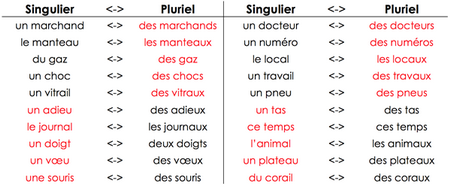 Singulier <-> Pluriel Singulier <-> Pluriel
un marchand <-> des marchands un docteur <-> des docteurs
le manteau <-> les manteaux un numéro <-> des numéros
du gaz <-> des gaz le local <-> les locaux
un choc <-> des chocs un travail <-> des travaux
un vitrail <-> des vitraux un pneu <-> des pneus
un adieu <-> des adieux un tas <-> des tas
le journal <-> les journaux ce temps <-> ces temps
un doigt <-> deux doigts l'animal <-> les animaux
un vœu <-> des vœux un plateau <-> des plateaux
une souris <-> des souris du corail <-> des coraux